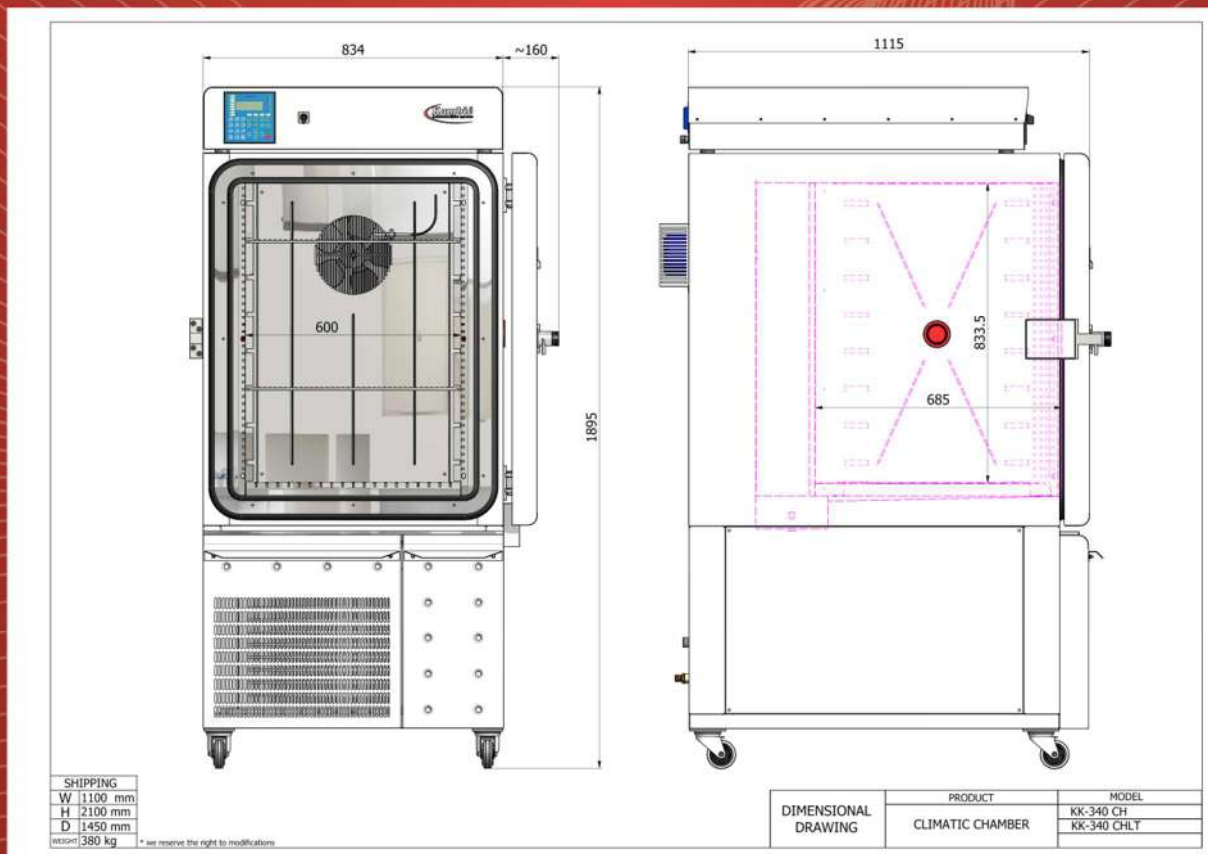 834
~160
1115
600
1895
833.5
685
SHIPPING
W 1100 mm
H 2100 mm
D 1450 mm
WEIGHT 380 kg
* we reserve the right to modifications
DIMENSIONAL
DRAWING
PRODUCT
CLIMATIC CHAMBER
MODEL
KK-340 CH
KK-340 CHLT